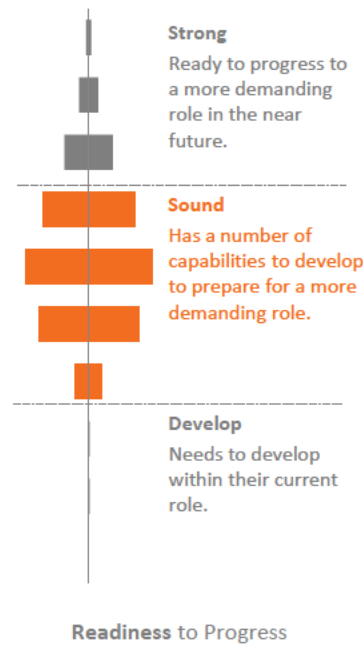 Strong
Ready to progress to
a more demanding
role in the near
future.
Sound
Has a number of
capabilities to develop
to prepare for a more
demanding role.
Develop
Needs to develop
within their current
role.
Readiness to Progress